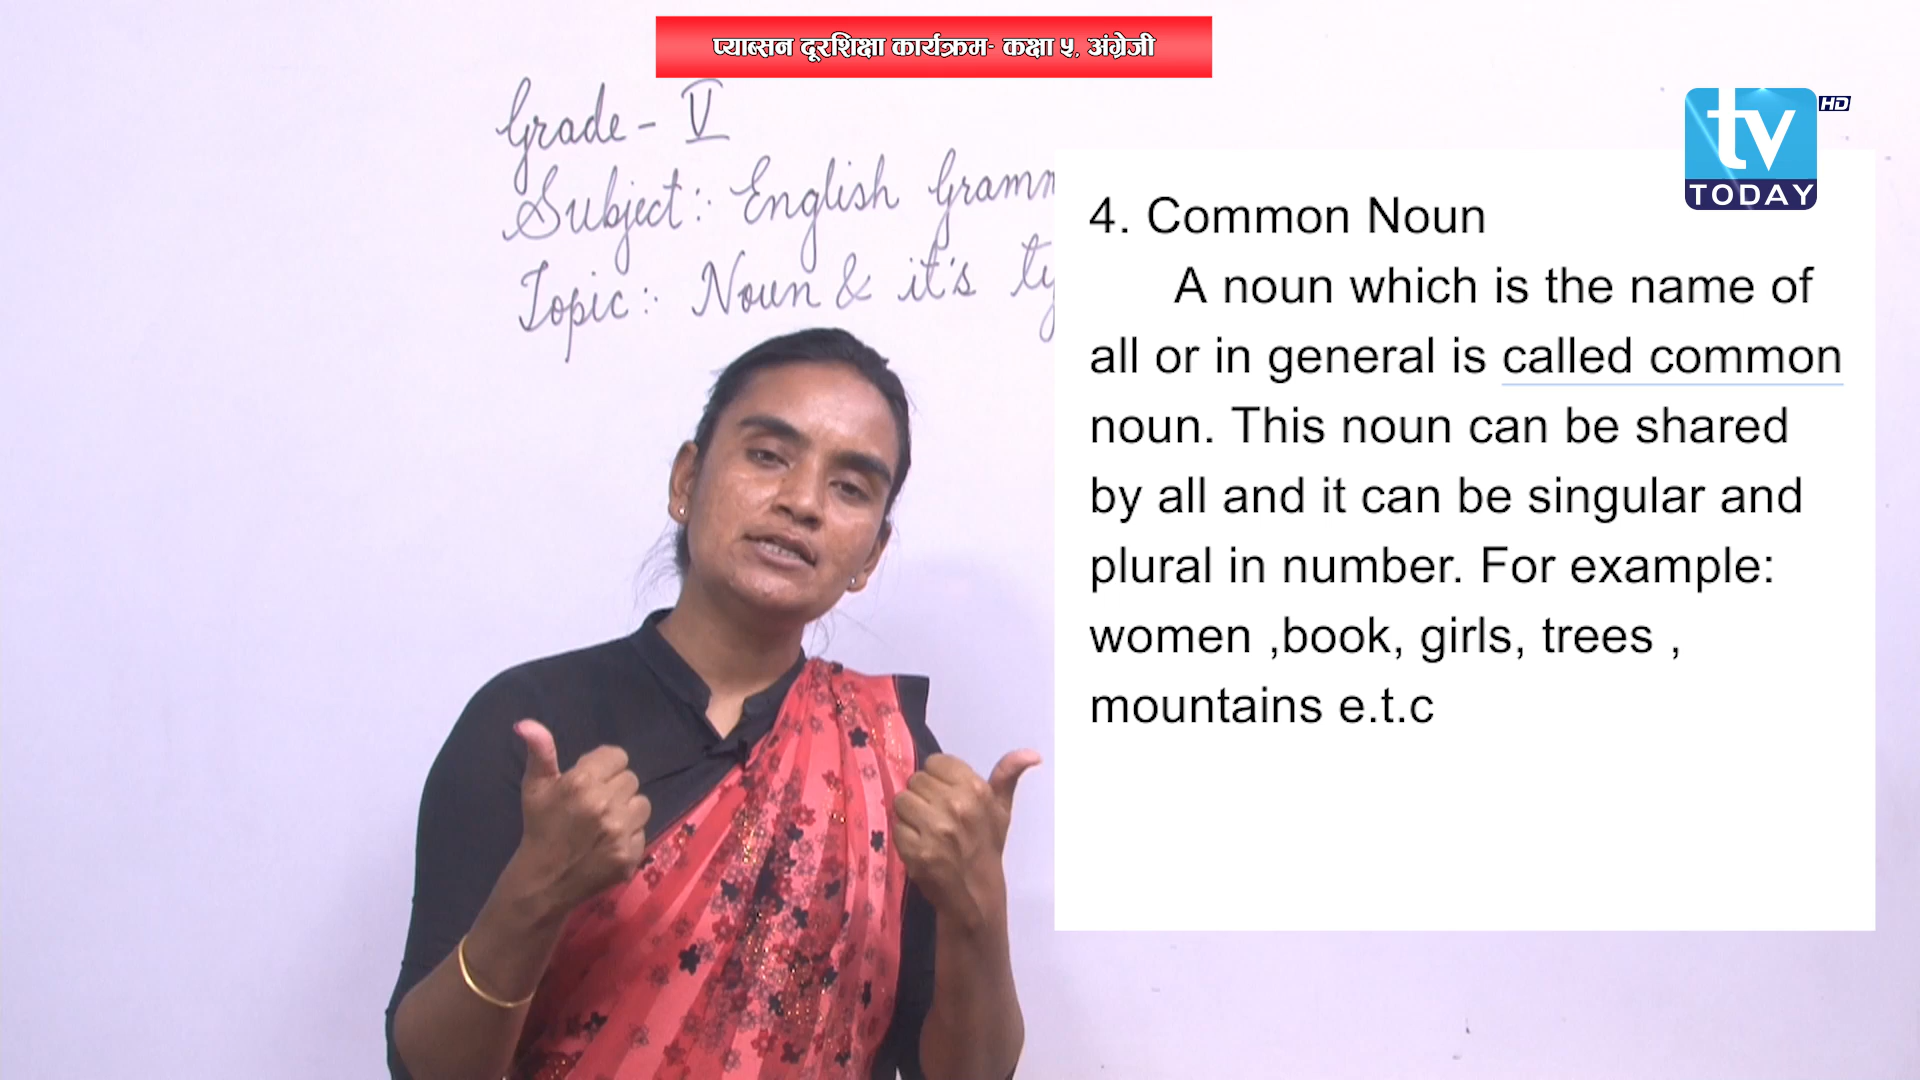 प्याब्सन दूरशिक्षा कार्यक्रम- कक्षा ५, अंग्रेजी
Grade - V
Subject: English Gramm
Topic: Noun & it's ty
tv HD
TODAY
4. Common Noun
A noun which is the name of
all or in general is called common
noun. This noun can be shared
by all and it can be singular and
plural in number. For example:
women ,book, girls, trees ,
mountains e.t.c